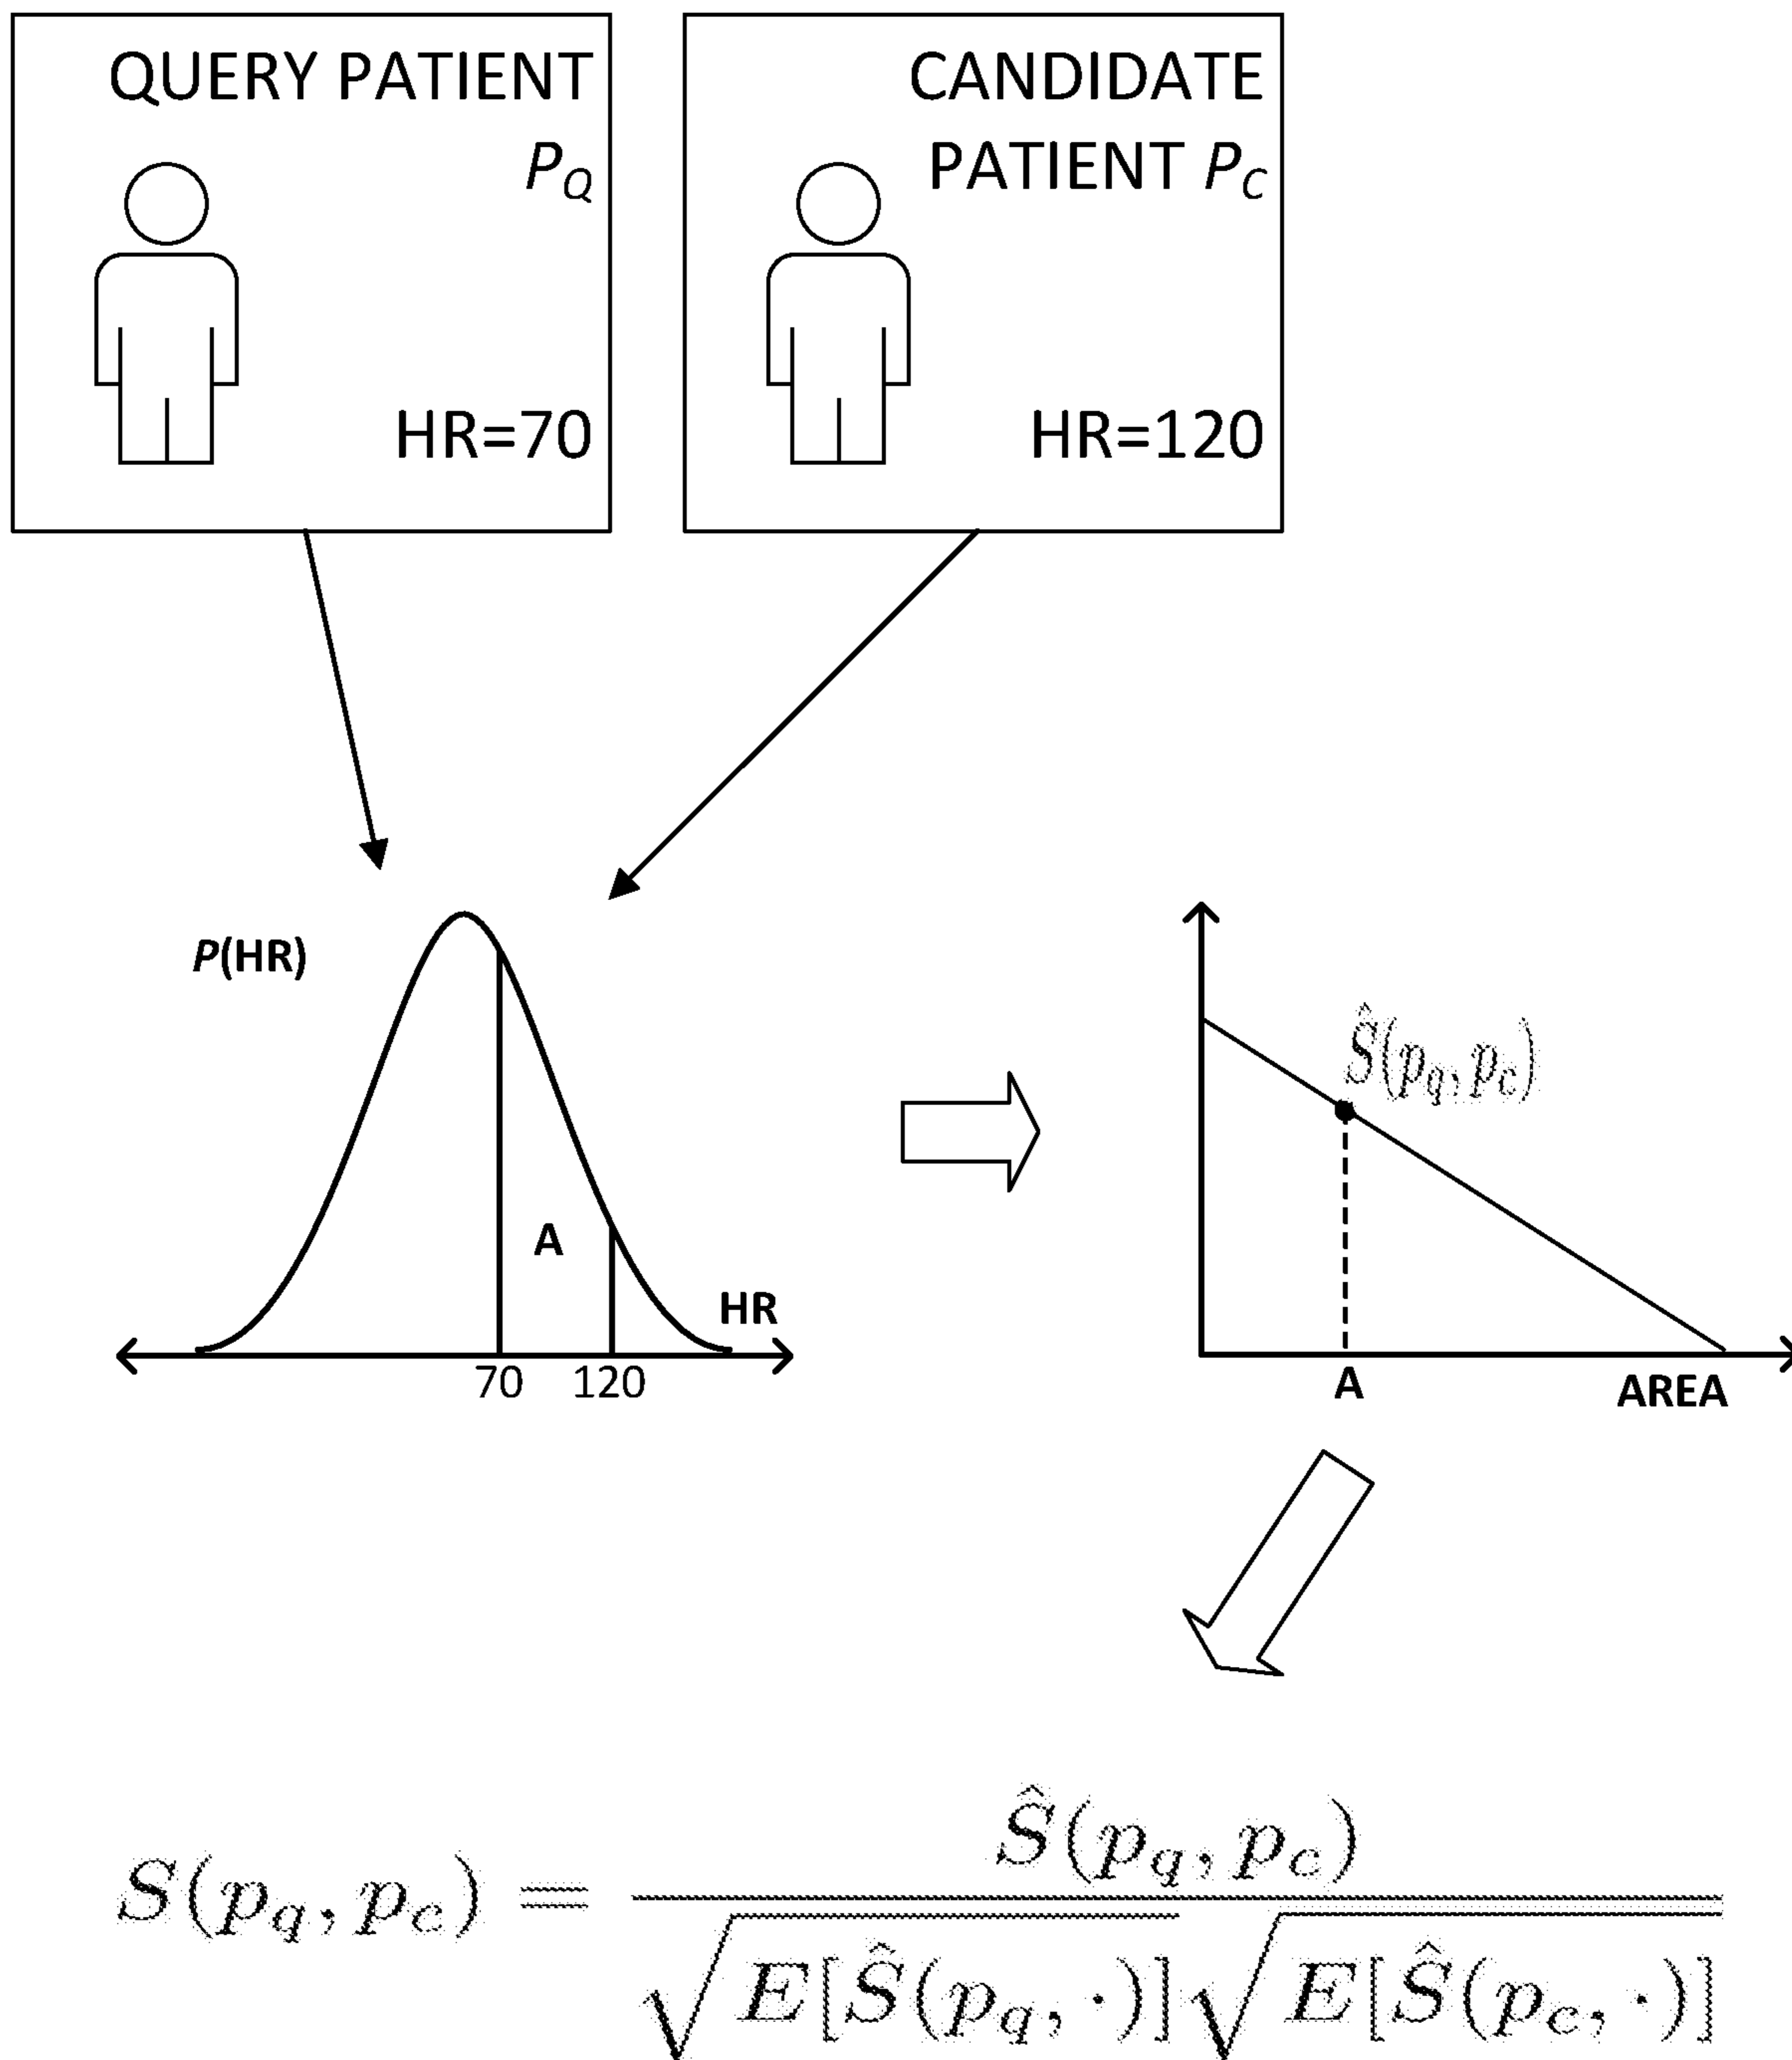 QUERY PATIENT
P_Q
HR=70
CANDIDATE
PATIENT P_C
HR=120
P(HR)
A
HR
70 120
Ŝ(p_q, p_c)
A
AREA
S(p_q, p_c) = Ŝ(p_q, p_c) / √E[Ŝ(p_q, ·)] √E[Ŝ(p_c, ·)]